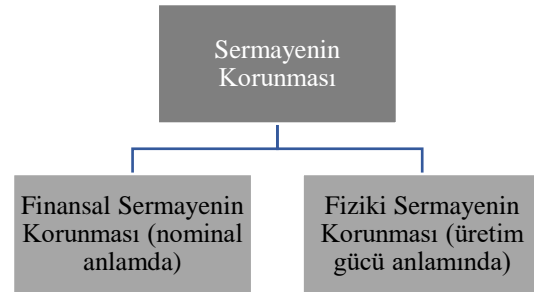 Sermayenin
Korunması
Finansal Sermayenin
Korunması (nominal
anlamda)
Fiziki Sermayenin
Korunması (üretim
gücü anlamında)